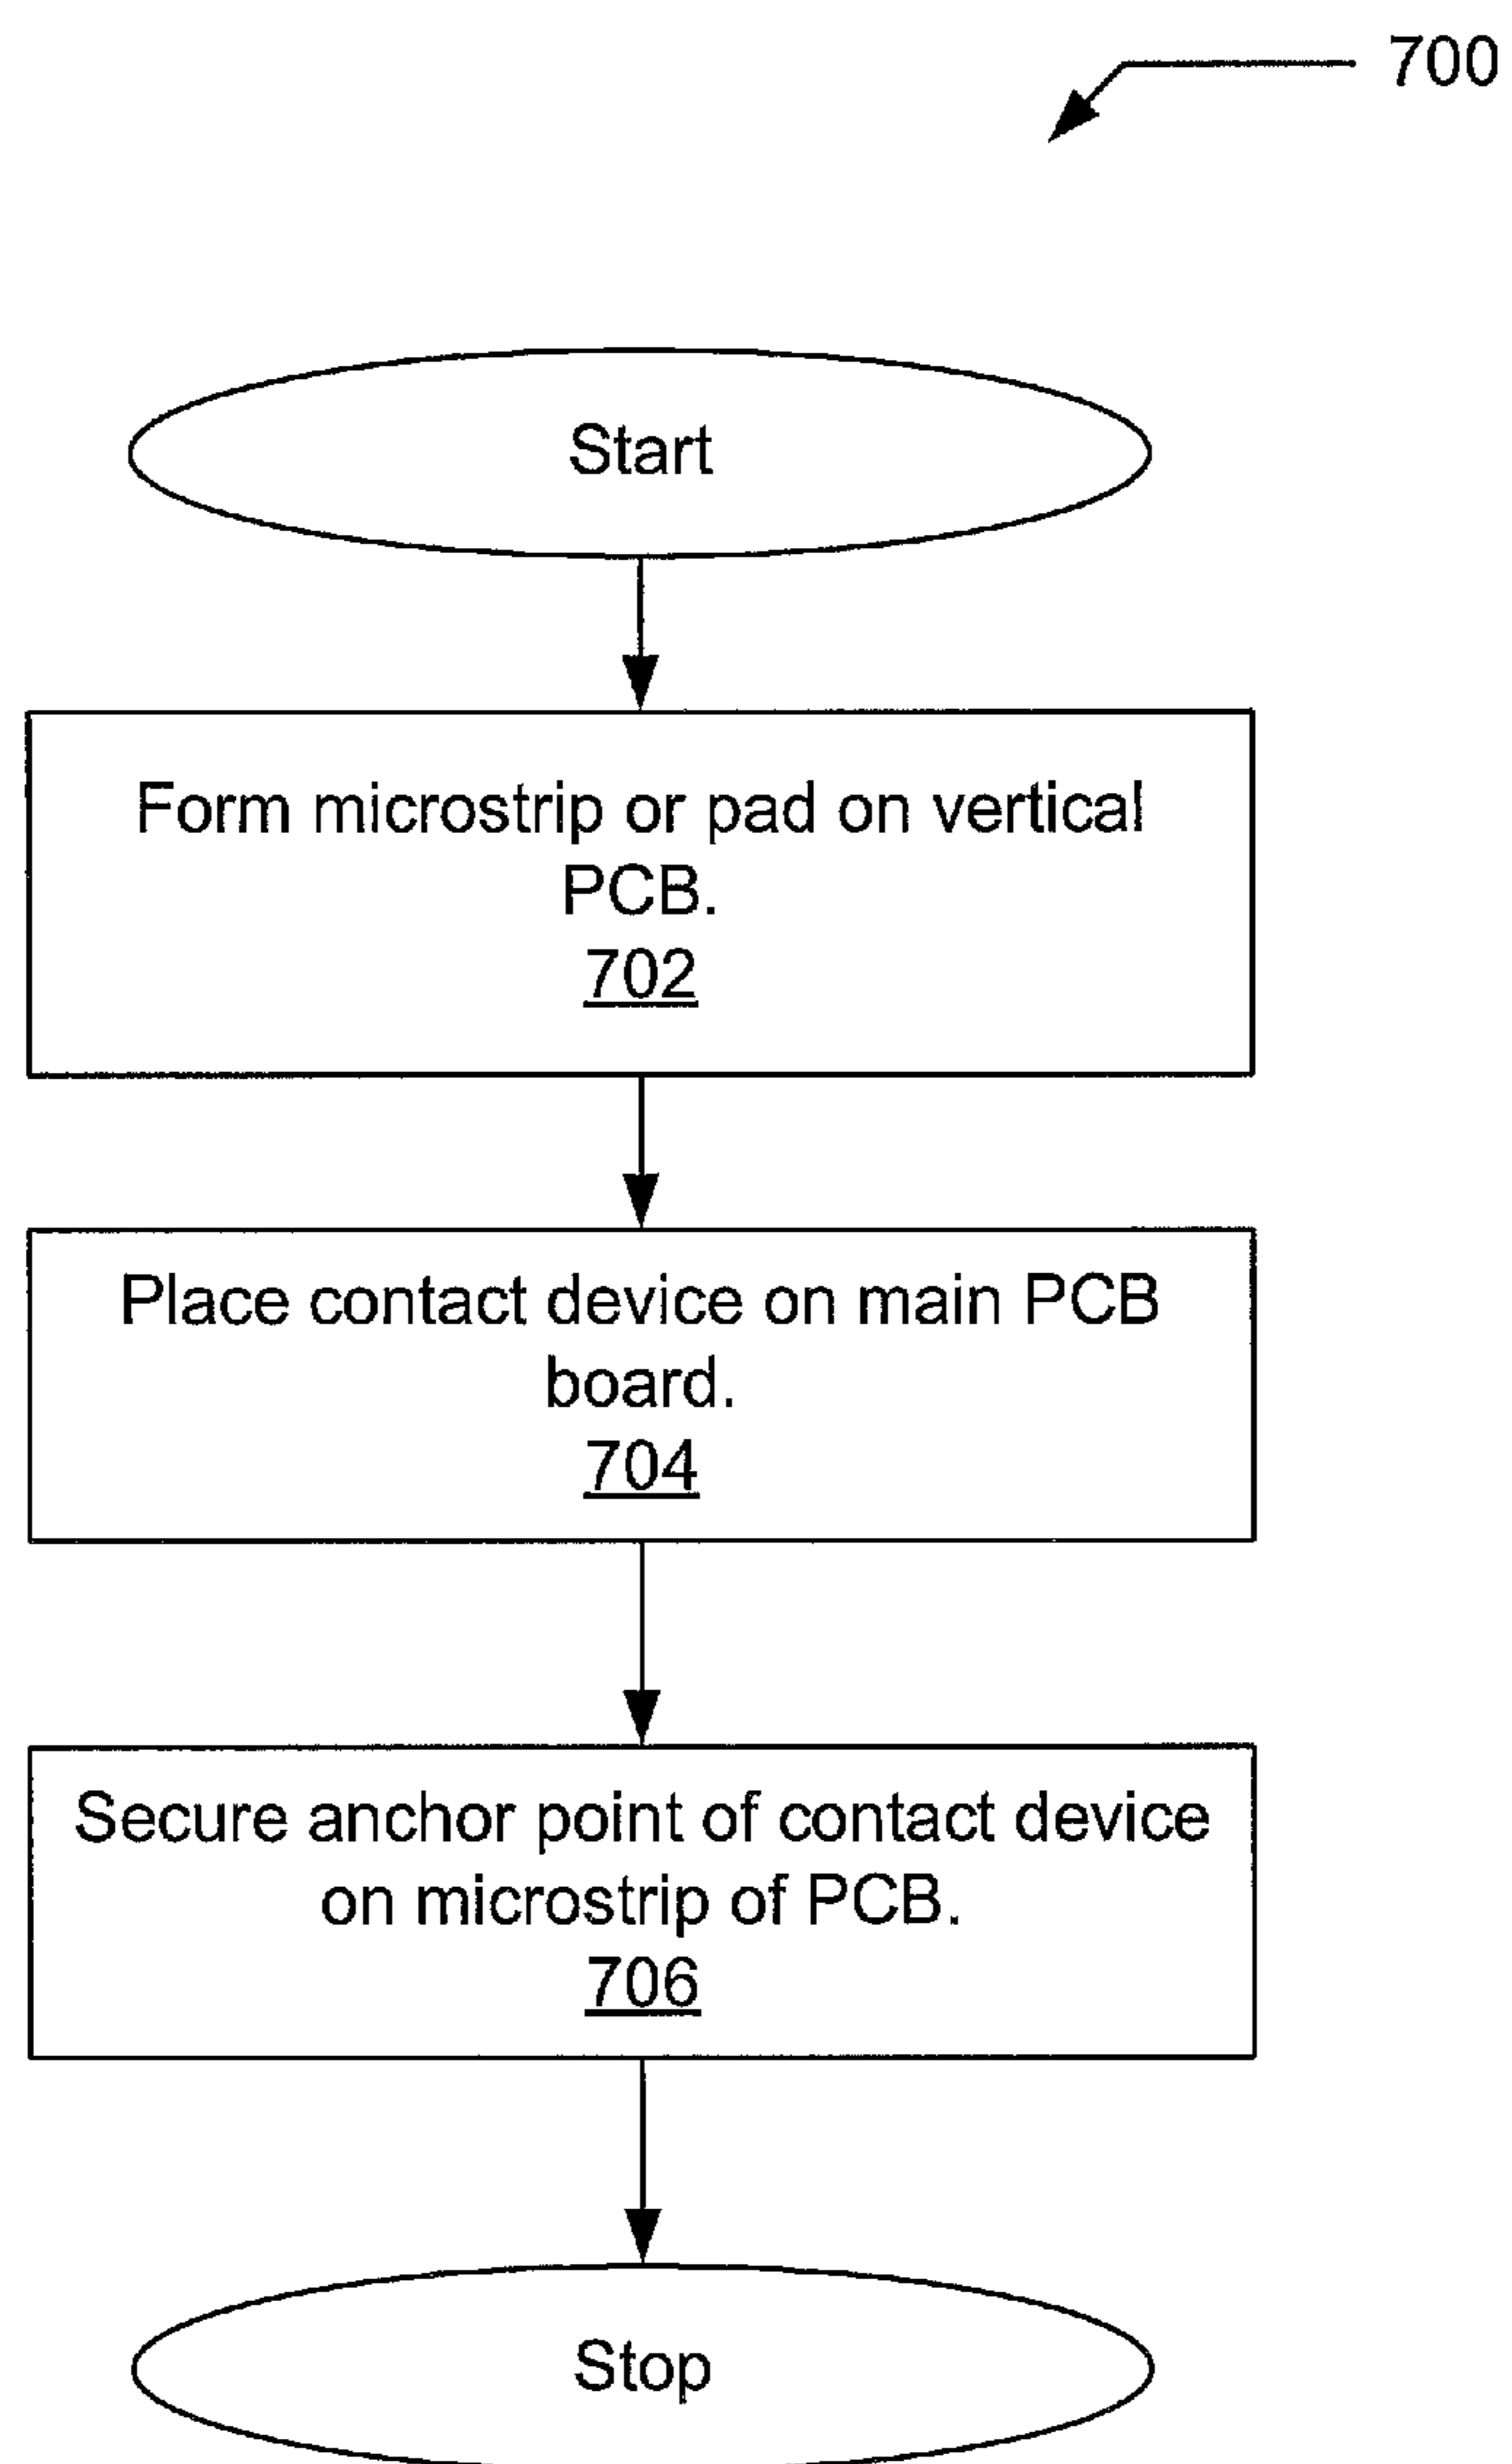 700
Start
Form microstrip or pad on vertical
PCB.
702
Place contact device on main PCB
board.
704
Secure anchor point of contact device
on microstrip of PCB.
706
Stop